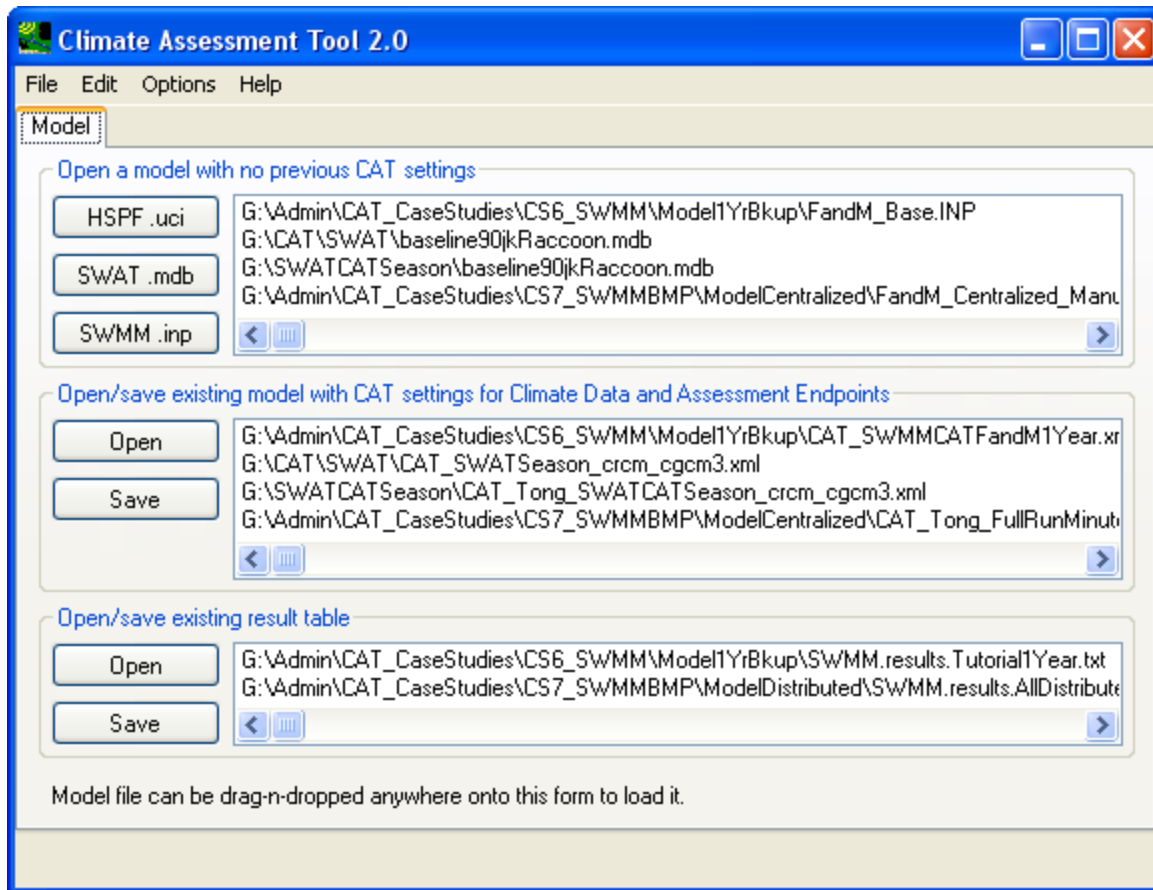 Climate Assessment Tool 2.0
File Edit Options Help
Model
Open a model with no previous CAT settings
HSPF .uci
SWAT .mdb
SWMM .inp
G:\Admin\CAT_CaseStudies\CS6_SWMM\Model1YrBkup\FandM_Base.INP
G:\CAT\SWAT\baseline90jkRaccoon.mdb
G:\SWATCATSeason\baseline90jkRaccoon.mdb
G:\Admin\CAT_CaseStudies\CS7_SWMMBMP\ModelCentralized\FandM_Centralized_Manu
Open/save existing model with CAT settings for Climate Data and Assessment Endpoints
Open
Save
G:\Admin\CAT_CaseStudies\CS6_SWMM\Model1YrBkup\CAT_SWMMCATFandM1Year.xm
G:\CAT\SWAT\CAT_SWATSeason_crcm_cgcm3.xml
G:\SWATCATSeason\CAT_Tong_SWATCATSeason_crcm_cgcm3.xml
G:\Admin\CAT_CaseStudies\CS7_SWMMBMP\ModelCentralized\CAT_Tong_FullRunMinute
Open/save existing result table
Open
Save
G:\Admin\CAT_CaseStudies\CS6_SWMM\Model1YrBkup\SWMM.results.Tutorial1Year.txt
G:\Admin\CAT_CaseStudies\CS7_SWMMBMP\ModelDistributed\SWMM.results.AllDistribute
Model file can be drag-n-dropped anywhere onto this form to load it.